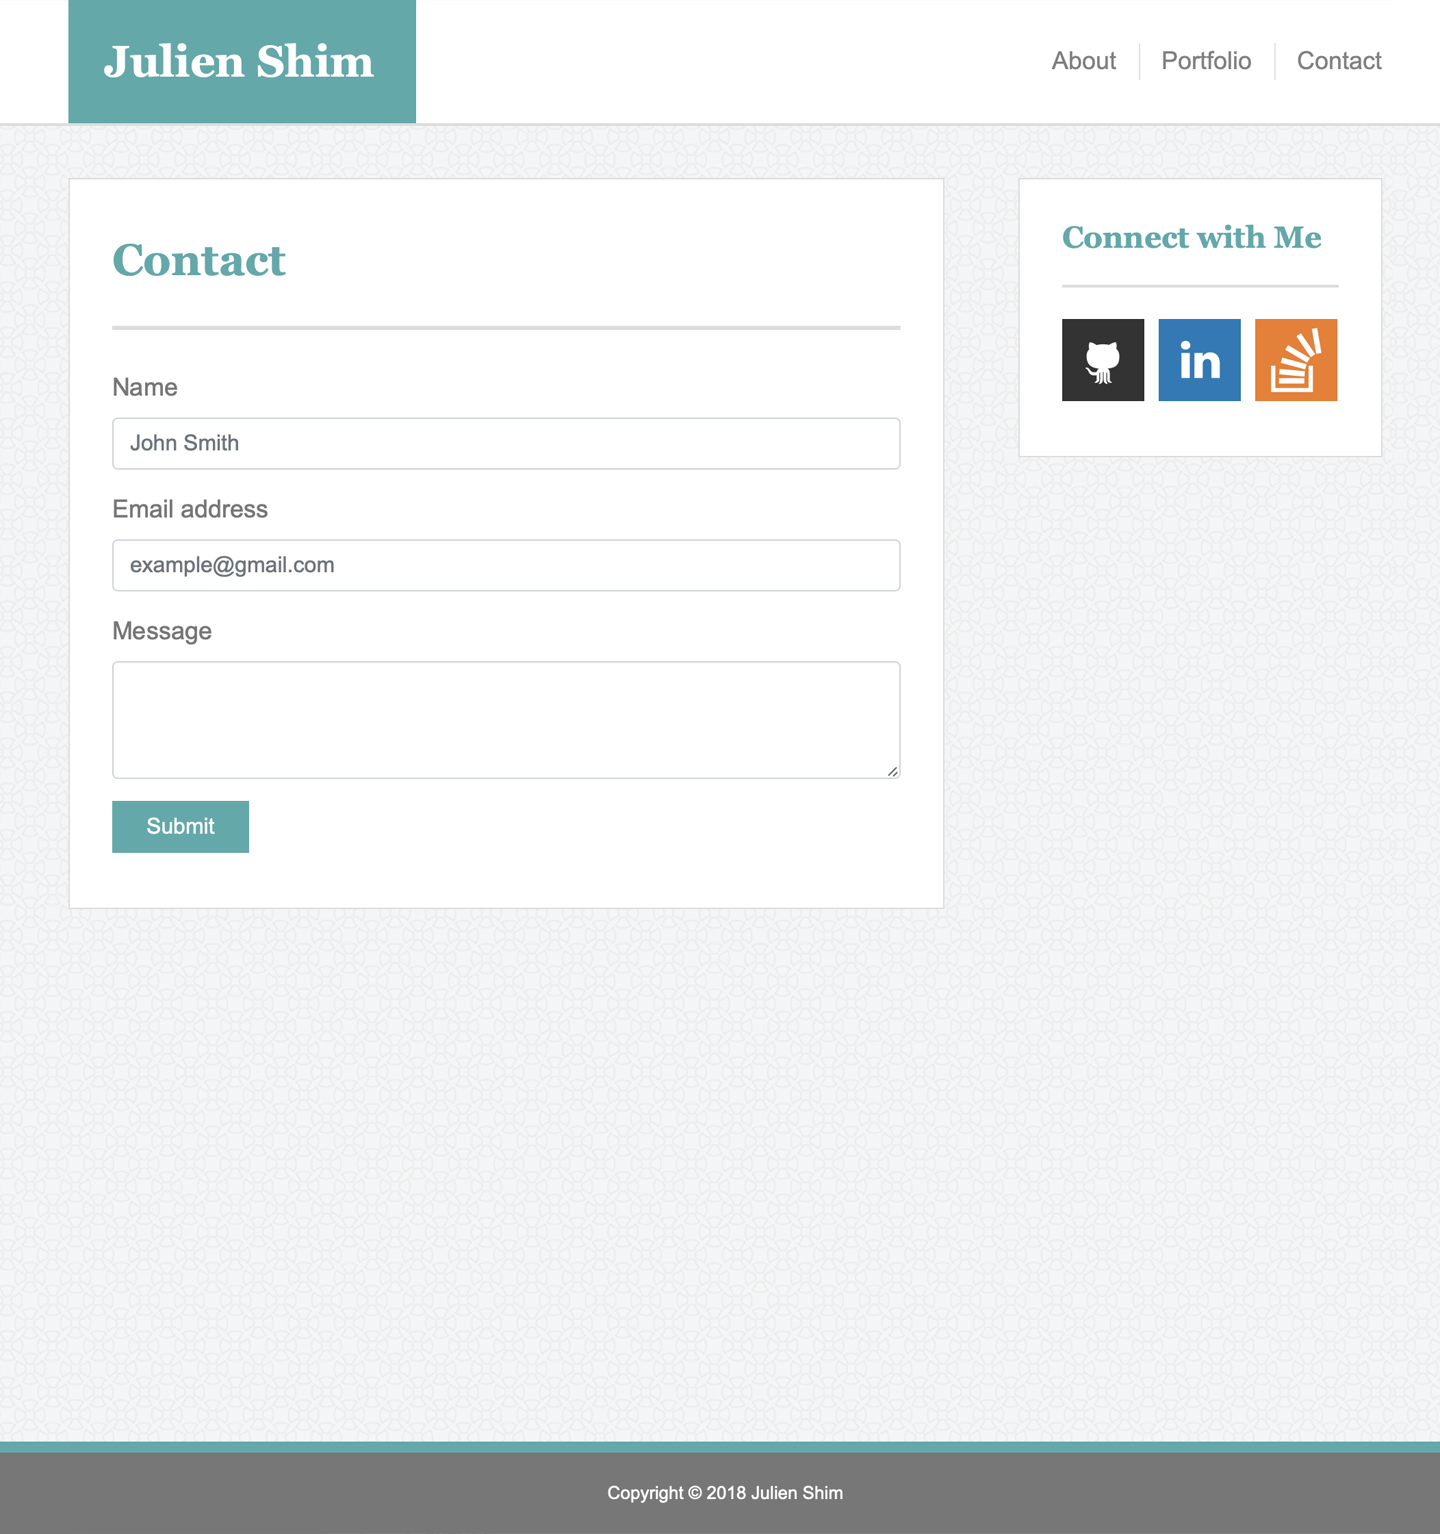 Julien Shim
About
Portfolio
Contact
Contact
Name
John Smith
Email address
example@gmail.com
Message
Submit
Connect with Me
in
Copyright © 2018 Julien Shim